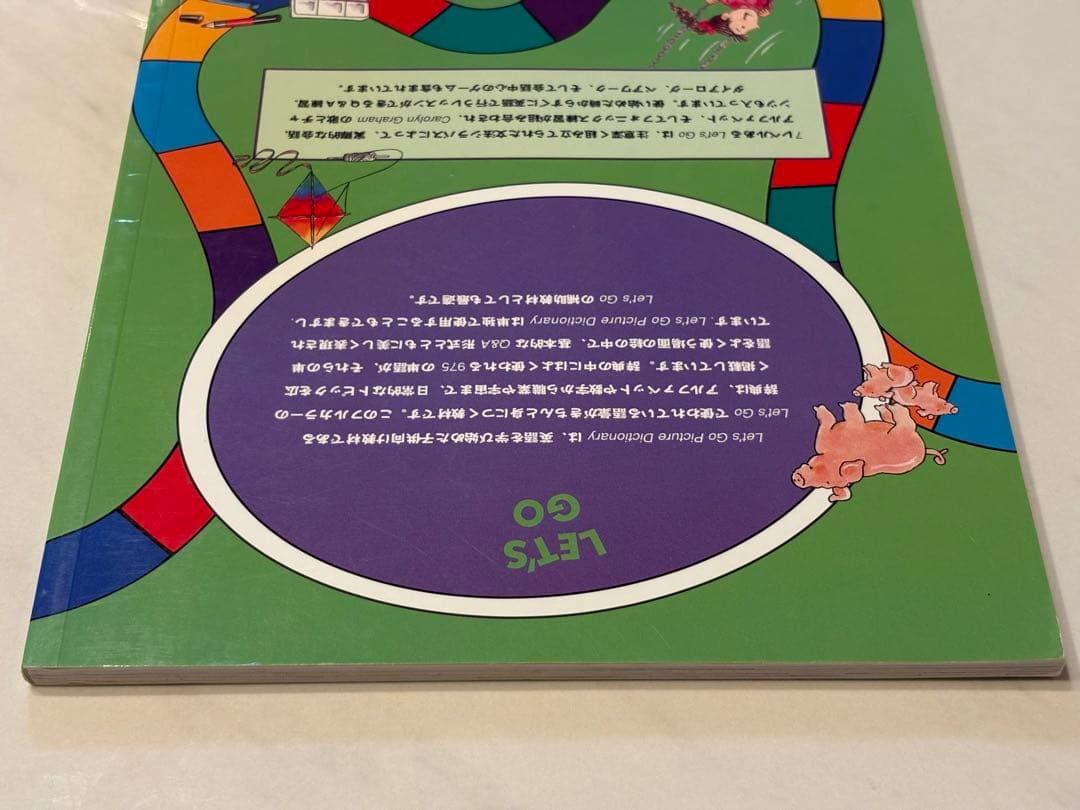 LET'S
GO
Let's Go Picture Dictionary は、英語を学び始めた子供向け教材である
Let's Go で使われている語彙がきちんと身につく教材です。このフルカラーの
辞典は、アルファベットや数字から職業や宇宙まで、日常的なトピックを広
く掲載しています。辞典の中にはよく使われる 975 の単語が、それらの単
語をよく使う場面の絵の中で、基本的な Q&A 形式とともに美しく表現され
ています. Let's Go Picture Dictionary は単独で使用することもできますし.
Let's Go の補助教材としても最適です。
7レベルある Let's Go は、注意深く組み立てられた文法シラバスによって、実際的な会話.
アルファベット、そしてフォニックス練習が組み合わされ、Carolyn Graham の歌とチャ
ンツも入っています。使い始めた時からすぐに英語で行うレッスンができる Q&A 練習.
ダイアローグ、ペアワーク、そして会話中心のゲームも含まれています。